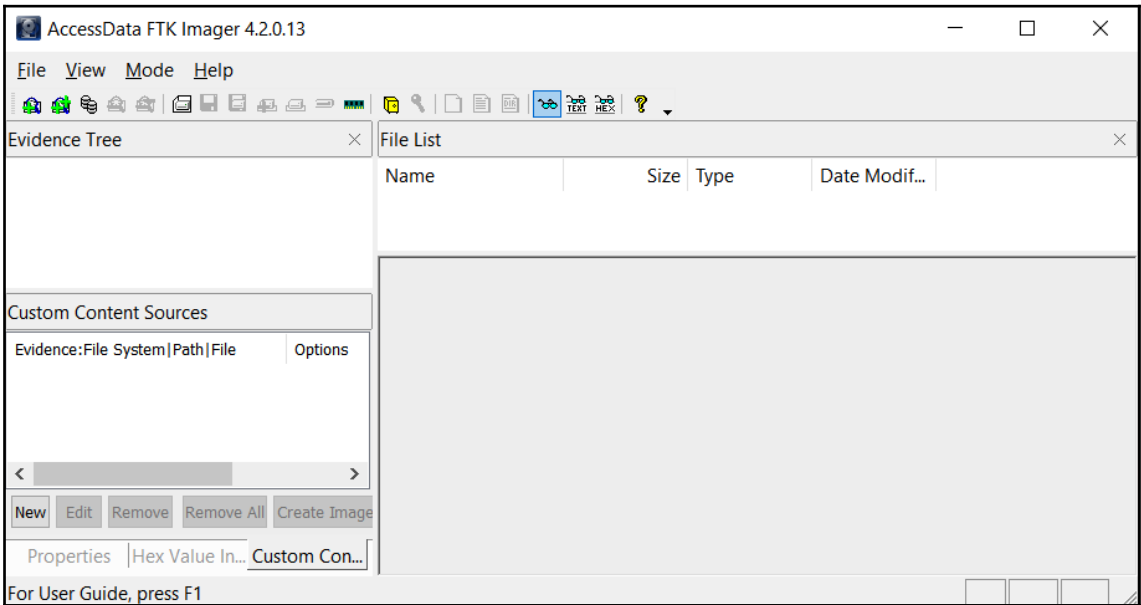 AccessData FTK Imager 4.2.0.13
File View Mode Help
TEXT HEX
Evidence Tree
File List
Name Size Type Date Modif...
Custom Content Sources
Evidence:File System|Path|File Options
New Edit Remove Remove All Create Image
Properties Hex Value In... Custom Con...
For User Guide, press F1